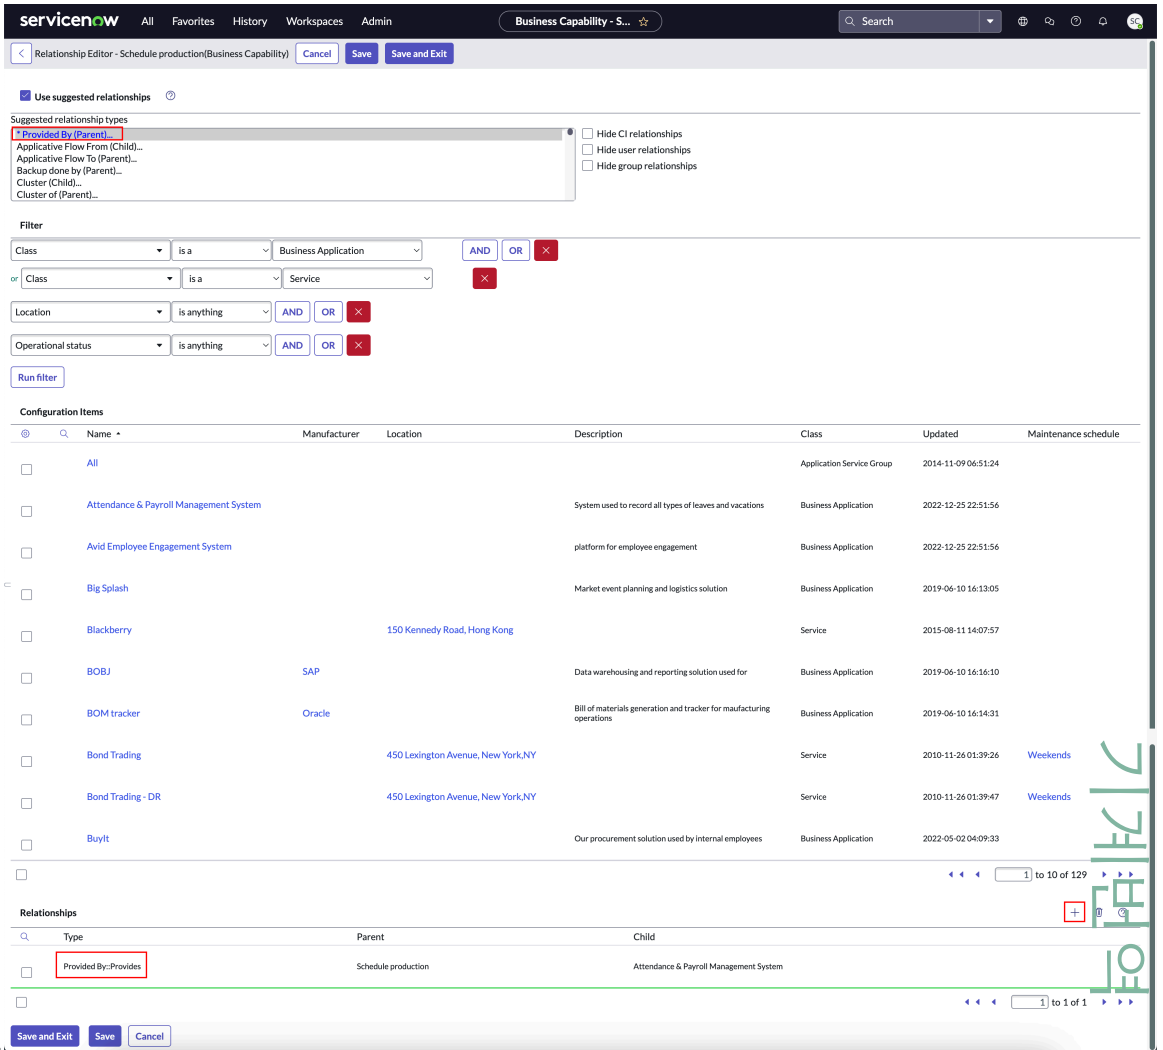 servicenow All Favorites History Workspaces Admin Business Capability - S... Search SC
Relationship Editor - Schedule production(Business Capability) Cancel Save Save and Exit
Use suggested relationships
Suggested relationship types
* Provided By (Parent)...
Applicative Flow From (Child)...
Applicative Flow To (Parent)...
Backup done by (Parent)...
Cluster (Child)...
Cluster of (Parent)...
Hide CI relationships
Hide user relationships
Hide group relationships
Filter
Class is a Business Application AND OR
or Class is a Service
Location is anything AND OR
Operational status is anything AND OR
Run filter
Configuration Items
Name Manufacturer Location Description Class Updated Maintenance schedule
All Application Service Group 2014-11-09 06:51:24
Attendance & Payroll Management System System used to record all types of leaves and vacations Business Application 2022-12-25 22:51:56
Avid Employee Engagement System platform for employee engagement Business Application 2022-12-25 22:51:56
Big Splash Market event planning and logistics solution Business Application 2019-06-10 16:13:05
Blackberry 150 Kennedy Road, Hong Kong Service 2015-08-11 14:07:57
BOBJ SAP Data warehousing and reporting solution used for Business Application 2019-06-10 16:16:10
BOM tracker Oracle Bill of materials generation and tracker for maufacturing operations Business Application 2019-06-10 16:14:31
Bond Trading 450 Lexington Avenue, New York,NY Service 2010-11-26 01:39:26 Weekends
Bond Trading - DR 450 Lexington Avenue, New York,NY Service 2010-11-26 01:39:47 Weekends
BuyIt Our procurement solution used by internal employees Business Application 2022-05-02 04:09:33
1 to 10 of 129
Relationships
Type Parent Child
Provided By::Provides Schedule production Attendance & Payroll Management System
1 to 1 of 1
Save and Exit Save Cancel
기계번역